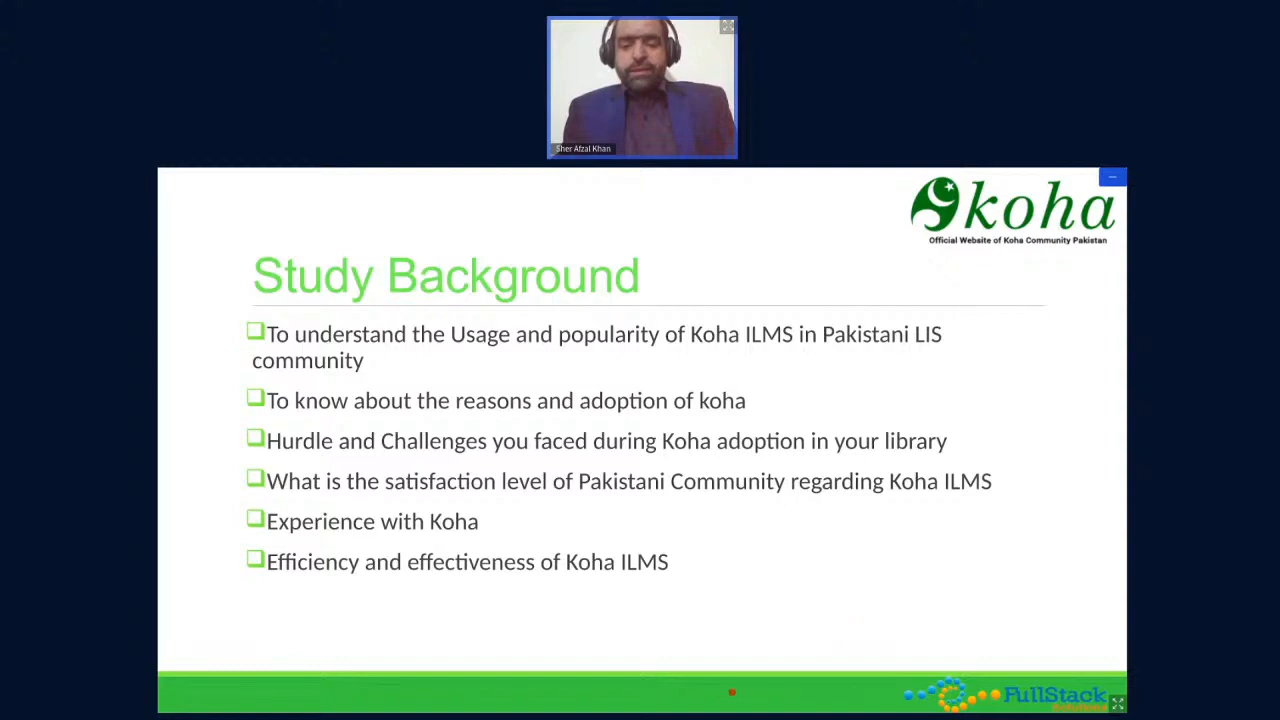 Sher Afzal Khan
koha
Official Website of Koha Community Pakistan
Study Background
To understand the Usage and popularity of Koha ILMS in Pakistani LIS
community
To know about the reasons and adoption of koha
Hurdle and Challenges you faced during Koha adoption in your library
What is the satisfaction level of Pakistani Community regarding Koha ILMS
Experience with Koha
Efficiency and effectiveness of Koha ILMS
FullStack
Solutions